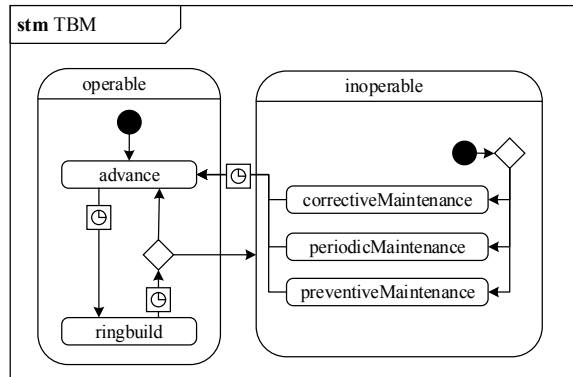 stm TBM
operable
inoperable
advance
correctiveMaintenance
periodicMaintenance
preventiveMaintenance
ringbuild